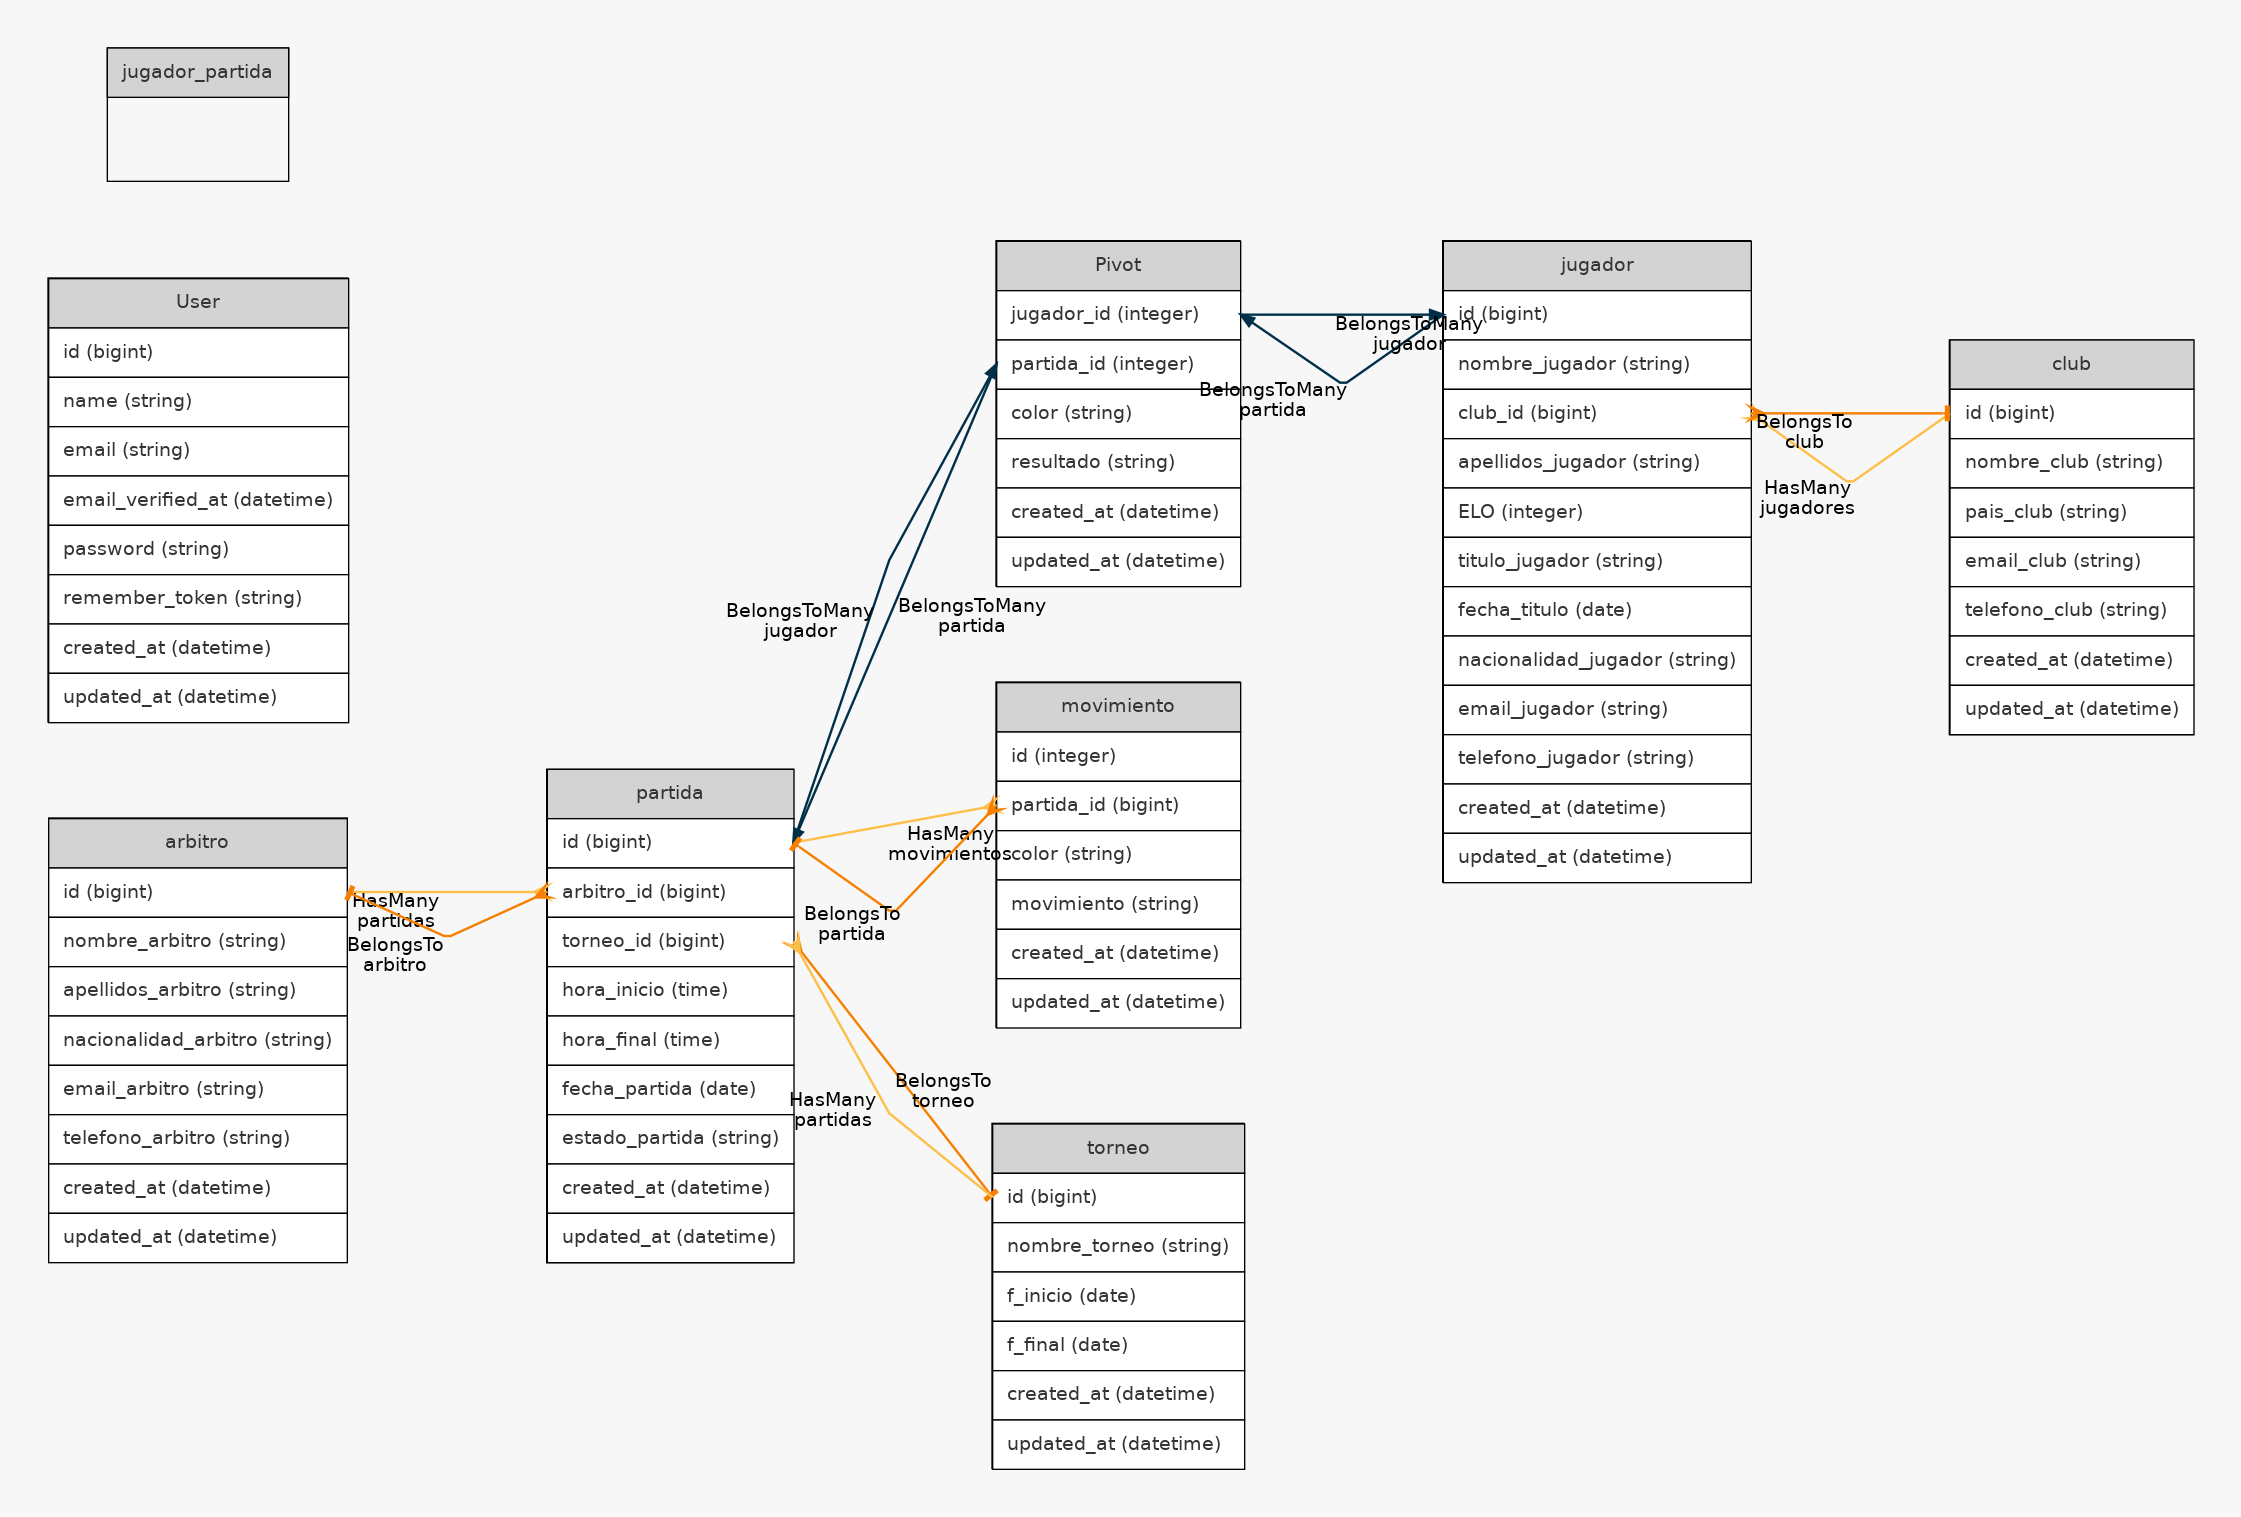 jugador_partida
User
id (bigint)
name (string)
email (string)
email_verified_at (datetime)
password (string)
remember_token (string)
created_at (datetime)
updated_at (datetime)
arbitro
id (bigint)
nombre_arbitro (string)
apellidos_arbitro (string)
nacionalidad_arbitro (string)
email_arbitro (string)
telefono_arbitro (string)
created_at (datetime)
updated_at (datetime)
HasMany
partidas
BelongsTo
arbitro
partida
id (bigint)
arbitro_id (bigint)
torneo_id (bigint)
hora_inicio (time)
hora_final (time)
fecha_partida (date)
estado_partida (string)
created_at (datetime)
updated_at (datetime)
BelongsToMany
jugador
BelongsToMany
partida
HasMany
movimientos
BelongsTo
partida
BelongsTo
torneo
HasMany
partidas
Pivot
jugador_id (integer)
partida_id (integer)
color (string)
resultado (string)
created_at (datetime)
updated_at (datetime)
movimiento
id (integer)
partida_id (bigint)
color (string)
movimiento (string)
created_at (datetime)
updated_at (datetime)
torneo
id (bigint)
nombre_torneo (string)
f_inicio (date)
f_final (date)
created_at (datetime)
updated_at (datetime)
BelongsToMany
jugador
BelongsToMany
partida
jugador
id (bigint)
nombre_jugador (string)
club_id (bigint)
apellidos_jugador (string)
ELO (integer)
titulo_jugador (string)
fecha_titulo (date)
nacionalidad_jugador (string)
email_jugador (string)
telefono_jugador (string)
created_at (datetime)
updated_at (datetime)
BelongsTo
club
HasMany
jugadores
club
id (bigint)
nombre_club (string)
pais_club (string)
email_club (string)
telefono_club (string)
created_at (datetime)
updated_at (datetime)